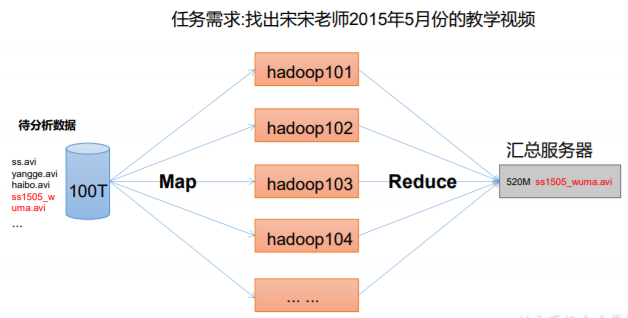 任务需求:找出宋宋老师2015年5月份的教学视频
hadoop101
hadoop102
待分析数据
汇总服务器
ss.avi
yangge.avi
haibo.avi
ss1505_w
uma.avi
...
100T
Map
hadoop103
Reduce
520M ss1505_wuma.avi
hadoop104
... ...